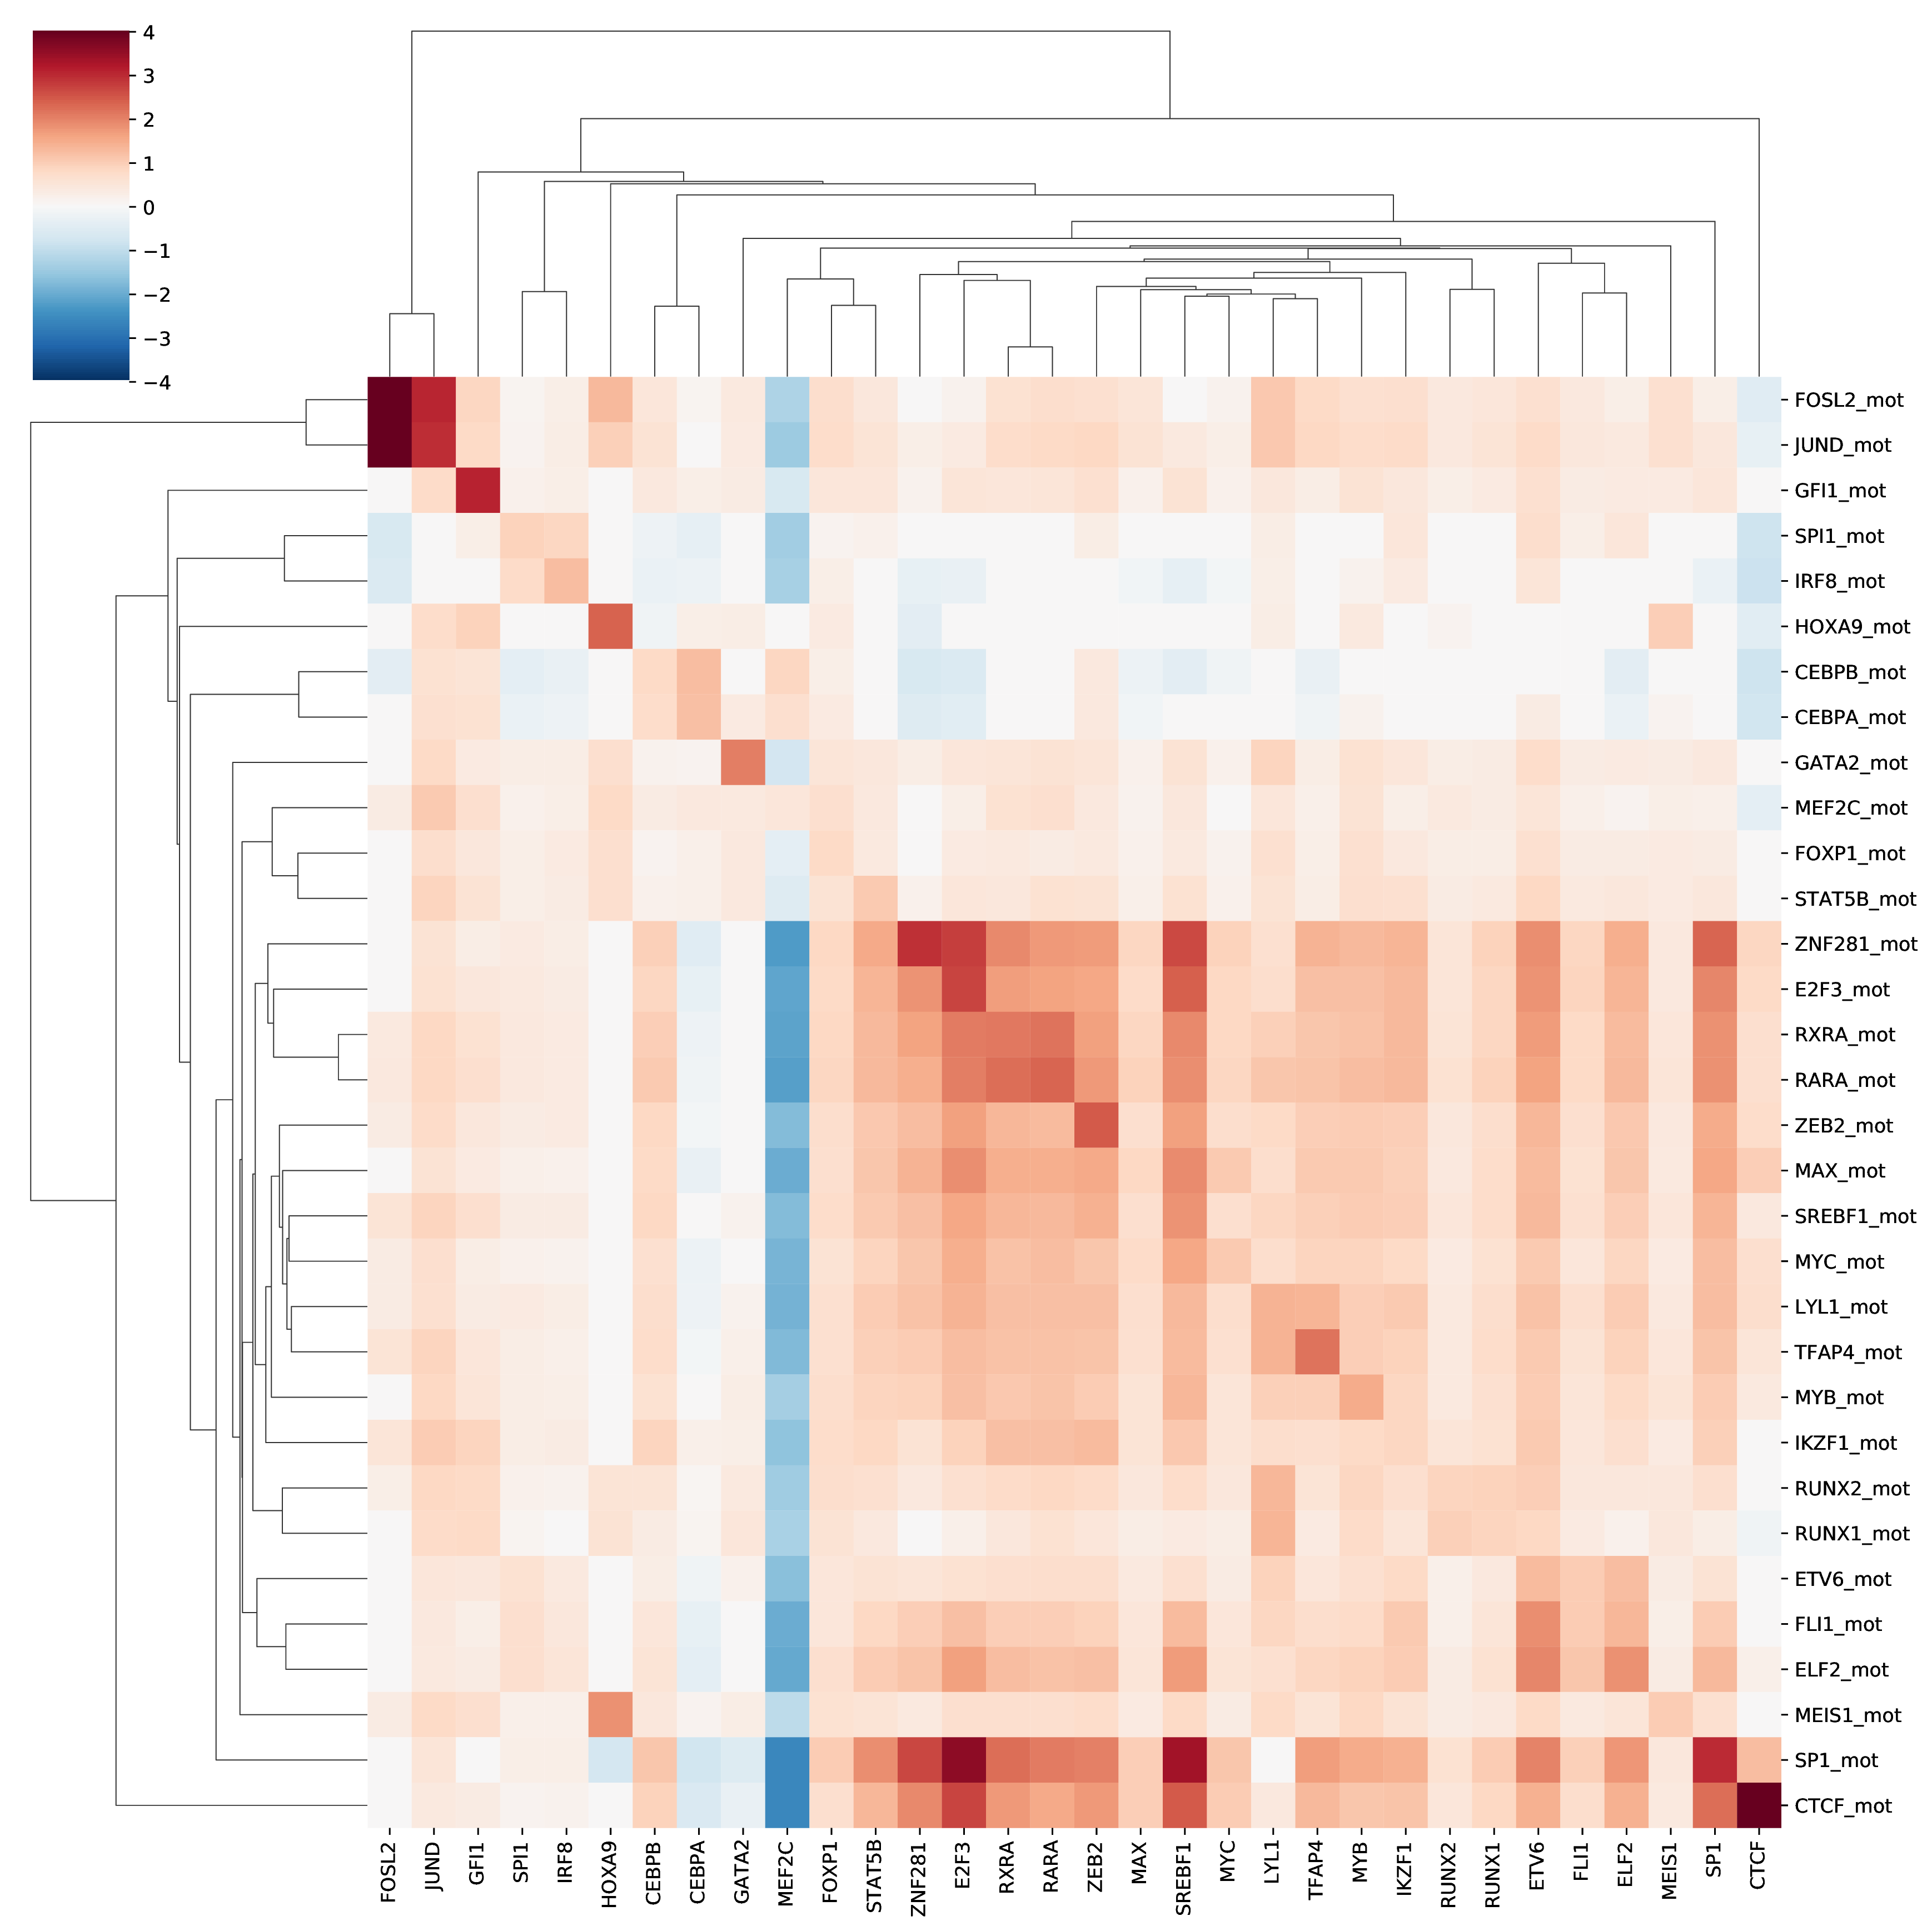 4
3
2
1
0
−1
−2
−3
−4
FOSL2_mot
JUND_mot
GFI1_mot
SPI1_mot
IRF8_mot
HOXA9_mot
CEBPB_mot
CEBPA_mot
GATA2_mot
MEF2C_mot
FOXP1_mot
STAT5B_mot
ZNF281_mot
E2F3_mot
RXRA_mot
RARA_mot
ZEB2_mot
MAX_mot
SREBF1_mot
MYC_mot
LYL1_mot
TFAP4_mot
MYB_mot
IKZF1_mot
RUNX2_mot
RUNX1_mot
ETV6_mot
FLI1_mot
ELF2_mot
MEIS1_mot
SP1_mot
CTCF_mot
FOSL2
JUND
GFI1
SPI1
IRF8
HOXA9
CEBPB
CEBPA
GATA2
MEF2C
FOXP1
STAT5B
ZNF281
E2F3
RXRA
RARA
ZEB2
MAX
SREBF1
MYC
LYL1
TFAP4
MYB
IKZF1
RUNX2
RUNX1
ETV6
FLI1
ELF2
MEIS1
SP1
CTCF